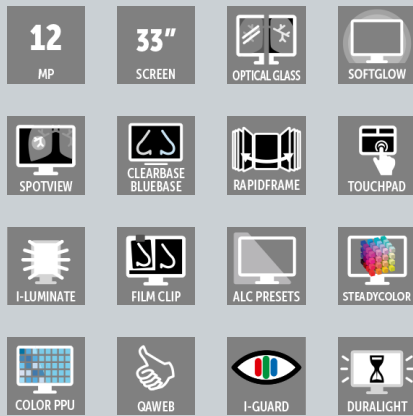 12
MP
33"
SCREEN
OPTICAL GLASS
SOFTGLOW
SPOTVIEW
CLEARBASE
BLUEBASE
RAPIDFRAME
TOUCHPAD
I-LUMINATE
FILM CLIP
ALC PRESETS
STEADYCOLOR
COLOR PPU
QAWEB
I-GUARD
DURALIGHT